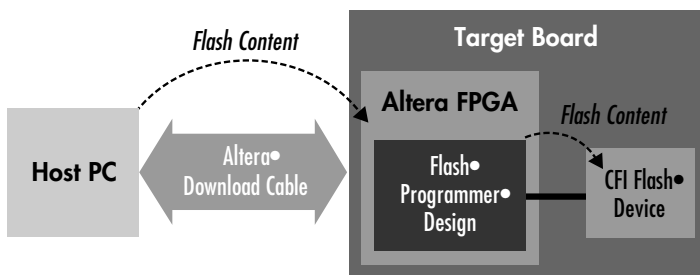 Flash Content
Target Board
Altera FPGA
Flash Content
Host PC
Altera•
Download Cable
Flash•
Programmer•
Design
CFI Flash•
Device